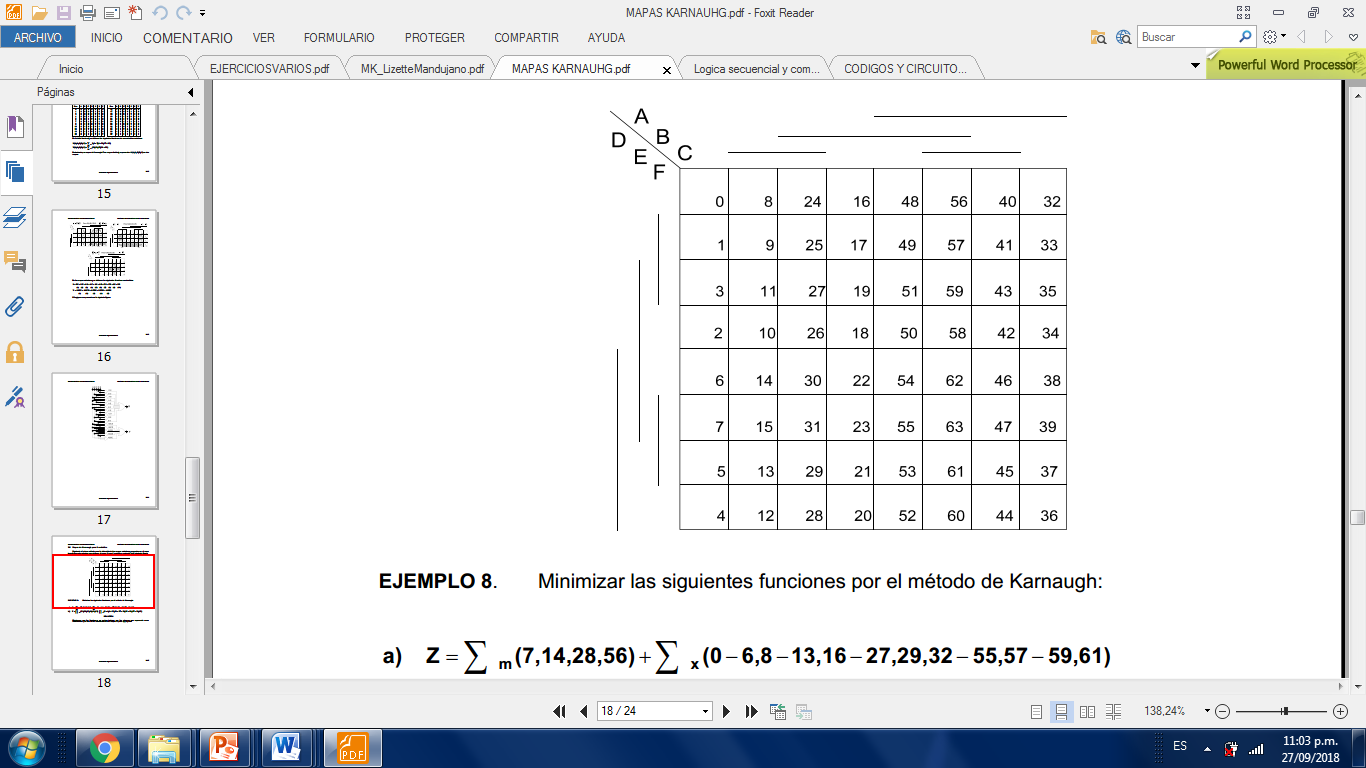 MAPAS KARNAUHG.pdf - Foxit Reader
ARCHIVO INICIO COMENTARIO VER FORMULARIO PROTEGER COMPARTIR AYUDA
Buscar
Inicio EJERCICIOSVARIOS.pdf MK_LizetteMandujano.pdf MAPAS KARNAUHG.pdf Logica secuencial y com... CODIGOS Y CIRCUITO...
Powerful Word Processor
Páginas
15
16
17
18
A
D B
E C
F
0 8 24 16 48 56 40 32
1 9 25 17 49 57 41 33
3 11 27 19 51 59 43 35
2 10 26 18 50 58 42 34
6 14 30 22 54 62 46 38
7 15 31 23 55 63 47 39
5 13 29 21 53 61 45 37
4 12 28 20 52 60 44 36
EJEMPLO 8. Minimizar las siguientes funciones por el método de Karnaugh:
a) Z = ∑ m (7,14,28,56) + ∑ x (0 − 6,8 − 13,16 − 27,29,32 − 55,57 − 59,61)
18 / 24
138,24%
ES
11:03 p.m.
27/09/2018